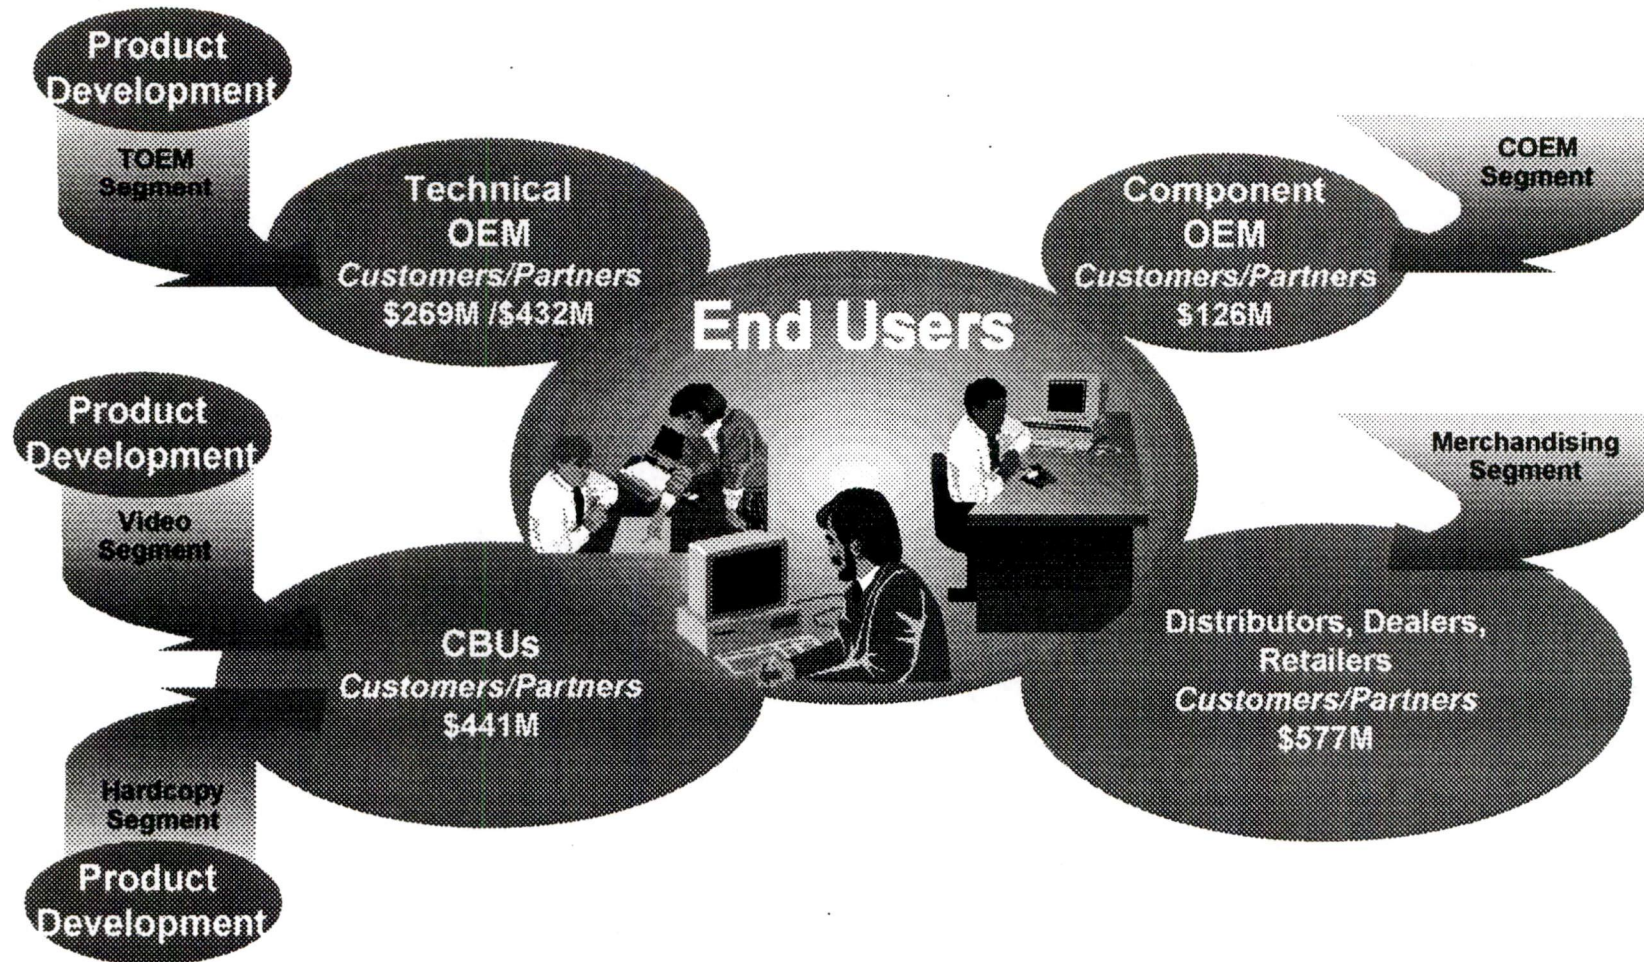 Product
Development
TOEM
Segment
Technical
OEM
Customers/Partners
$269M /$432M
Component
OEM
Customers/Partners
$126M
COEM
Segment
End Users
Product
Development
Video
Segment
Merchandising
Segment
CBUs
Customers/Partners
$441M
Distributors, Dealers,
Retailers
Customers/Partners
$577M
Hardcopy
Segment
Product
Development